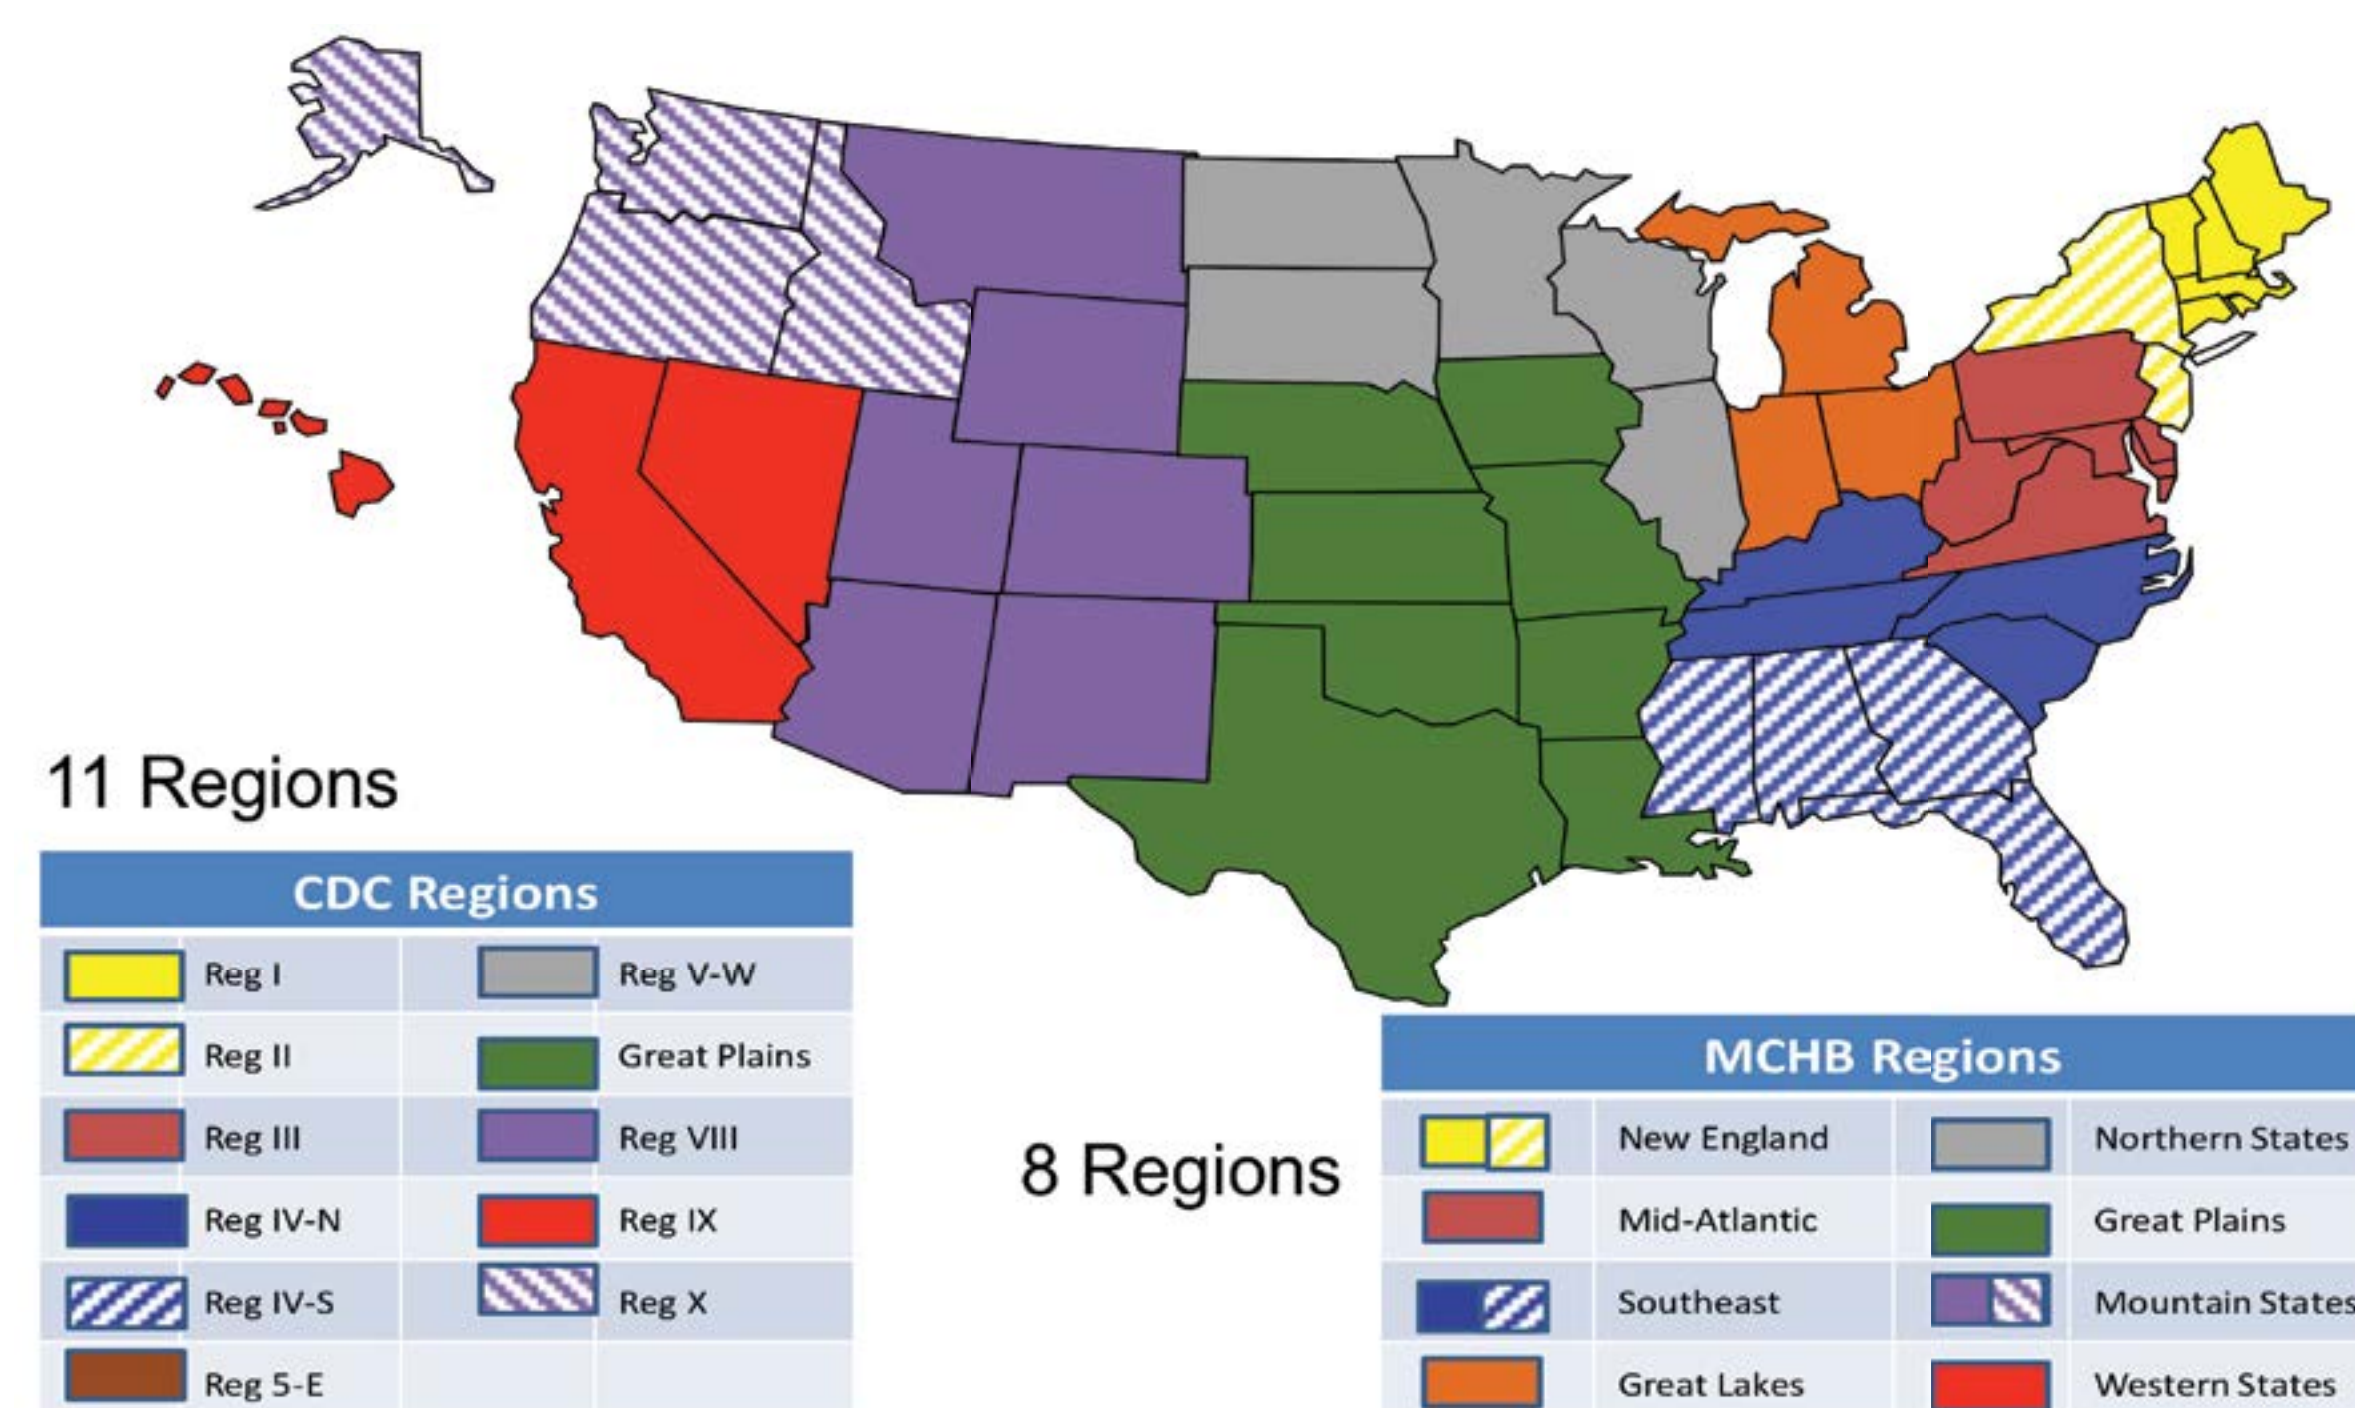 11 Regions
CDC Regions
Reg I Reg V-W
Reg II Great Plains
Reg III Reg VIII
Reg IV-N Reg IX
Reg IV-S Reg X
Reg 5-E
8 Regions
MCHB Regions
New England Northern States
Mid-Atlantic Great Plains
Southeast Mountain States
Great Lakes Western States